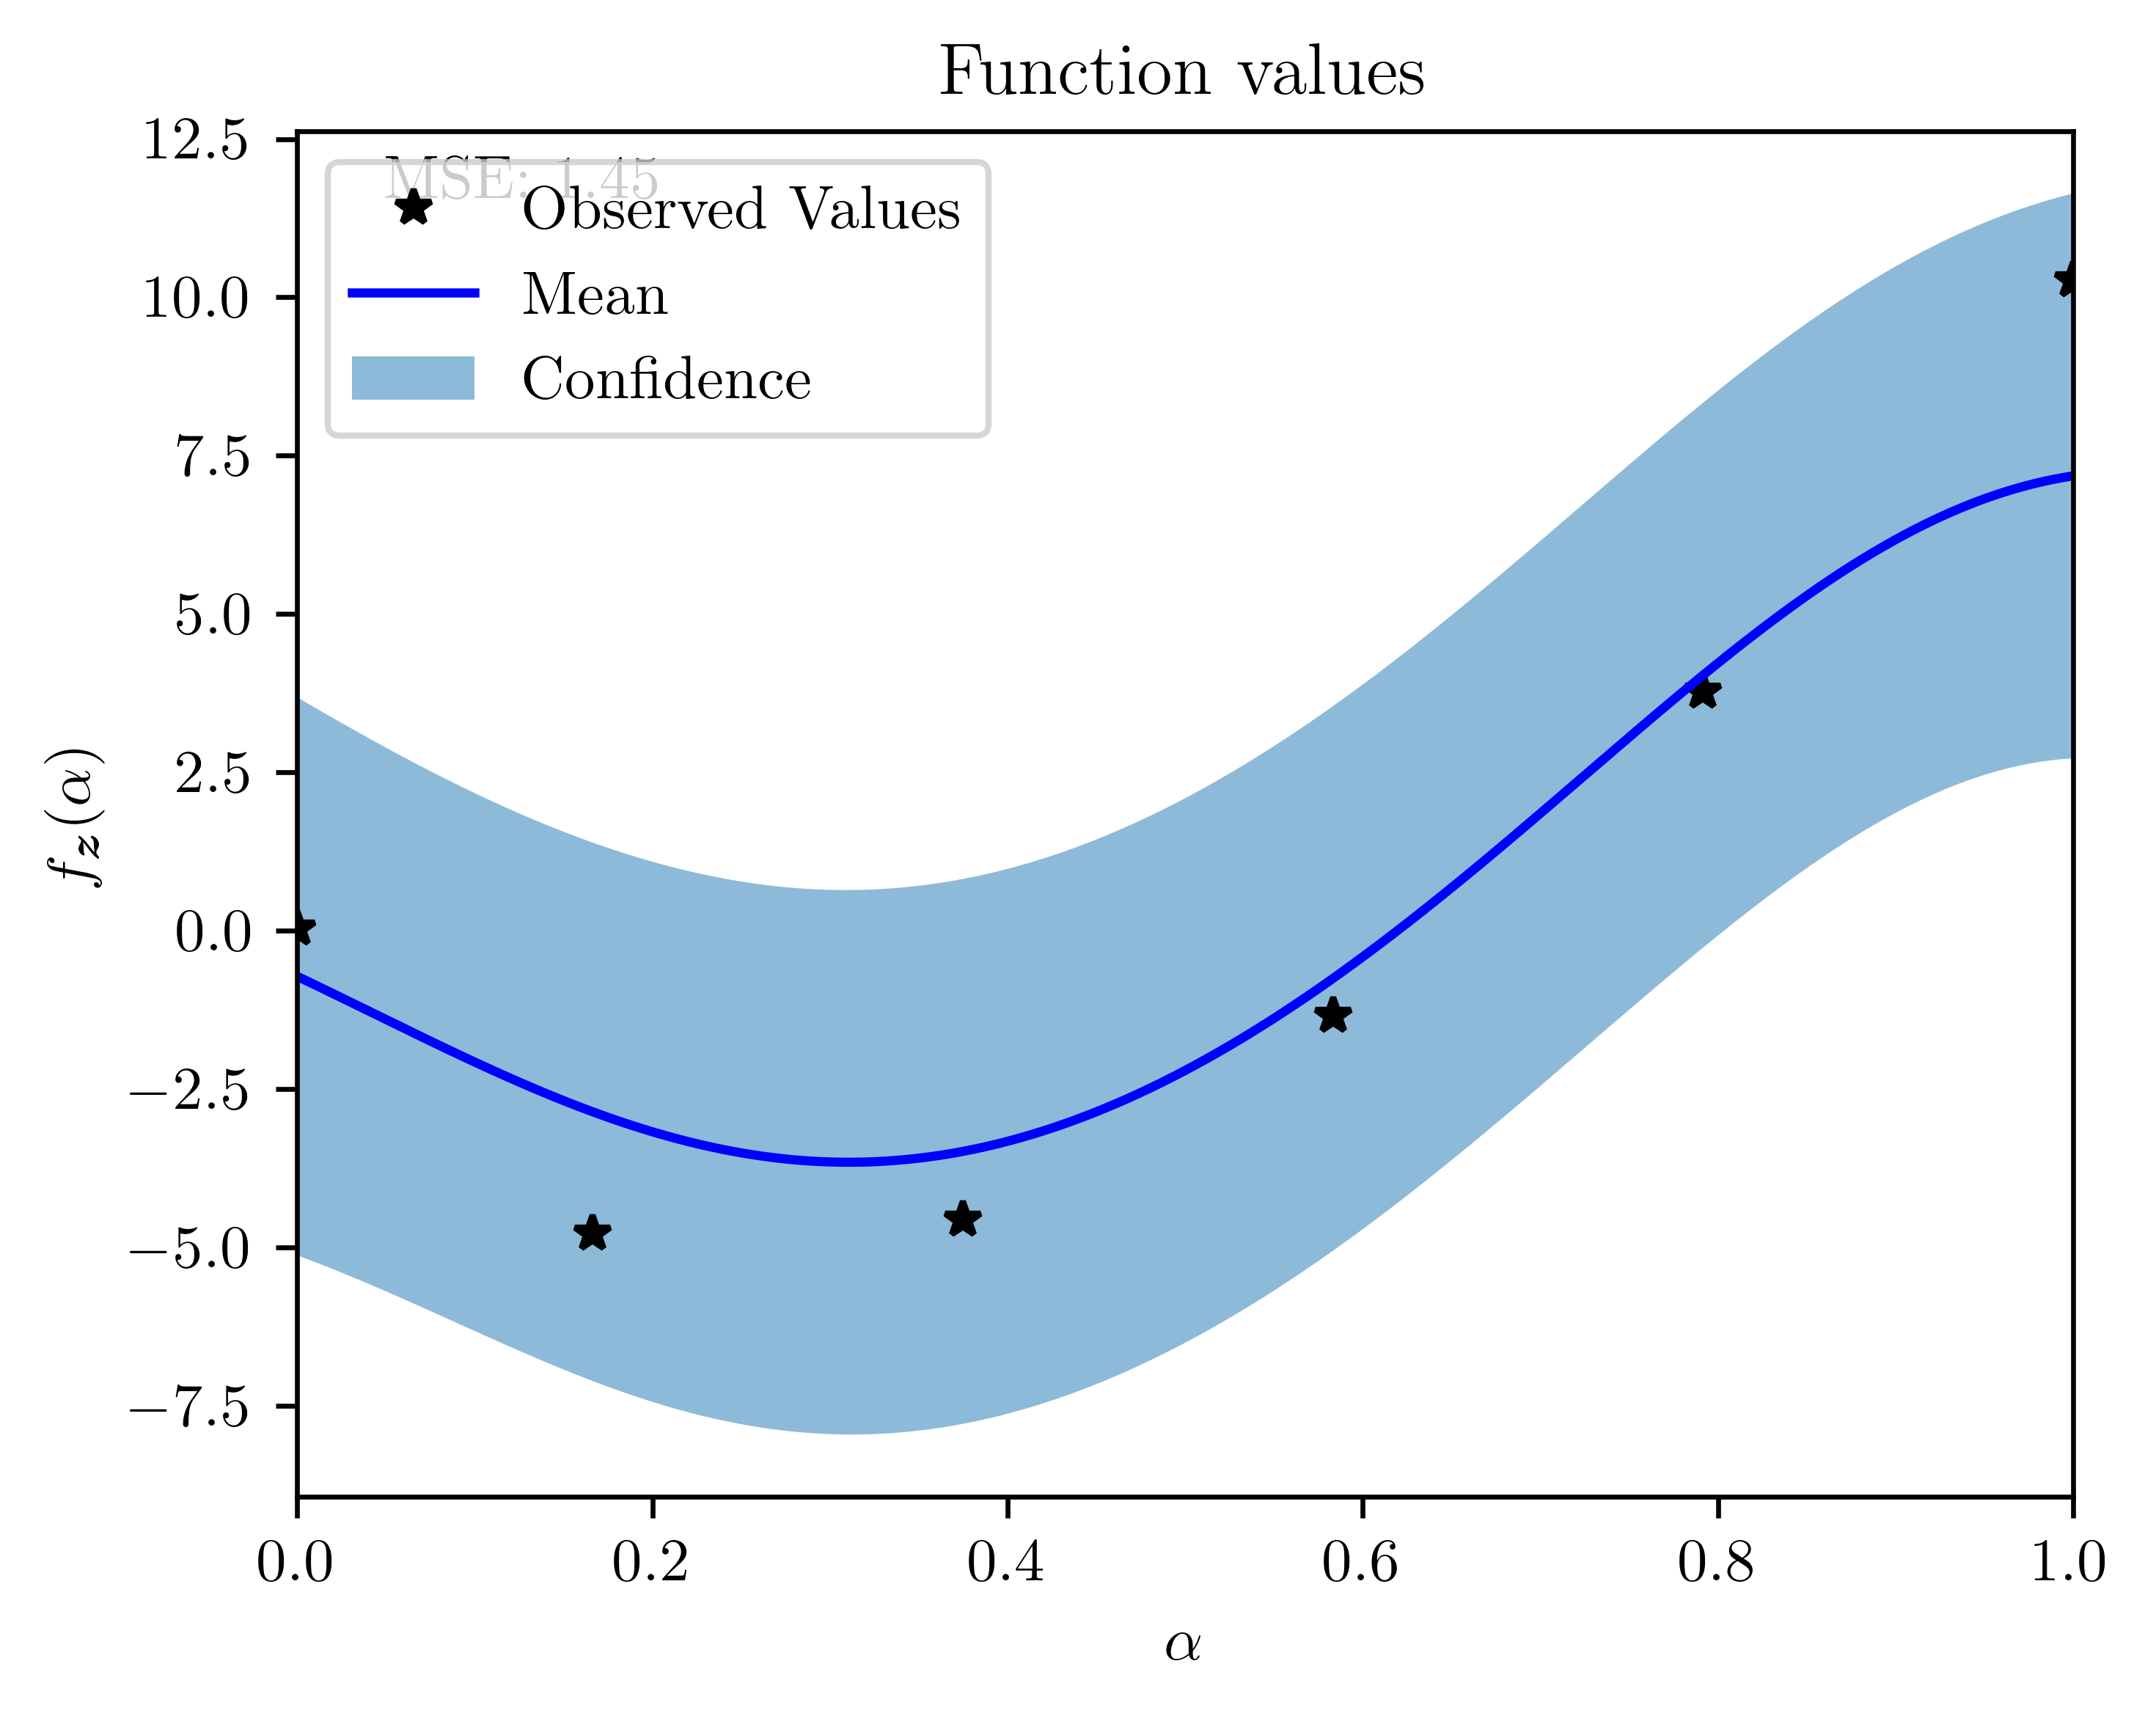 Function values
12.5
10.0
7.5
5.0
2.5
0.0
−2.5
−5.0
−7.5
f_z(α)
MSE: 1.45
Observed Values
Mean
Confidence
0.0 0.2 0.4 0.6 0.8 1.0
α